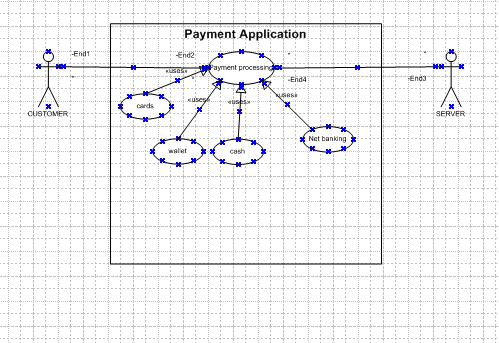 Payment Application
-End1
-End2
*
*
Payment processing
«uses»
*
*
-End4
-End3
CUSTOMER
SERVER
«uses»
«uses»
«uses»
cards
Net banking
wallet
cash